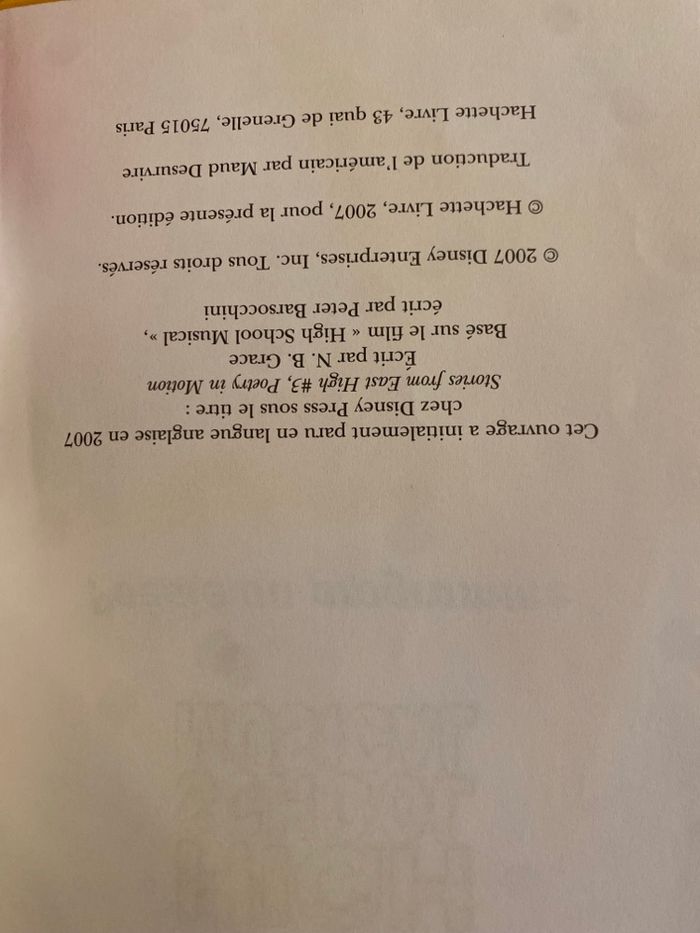 Cet ouvrage a initialement paru en langue anglaise en 2007
chez Disney Press sous le titre :
Stories from East High #3, Poetry in Motion
Écrit par N. B. Grace
Basé sur le film « High School Musical »,
écrit par Peter Barsocchini
© 2007 Disney Enterprises, Inc. Tous droits réservés.
© Hachette Livre, 2007, pour la présente édition.
Traduction de l'américain par Maud Desurvire
Hachette Livre, 43 quai de Grenelle, 75015 Paris